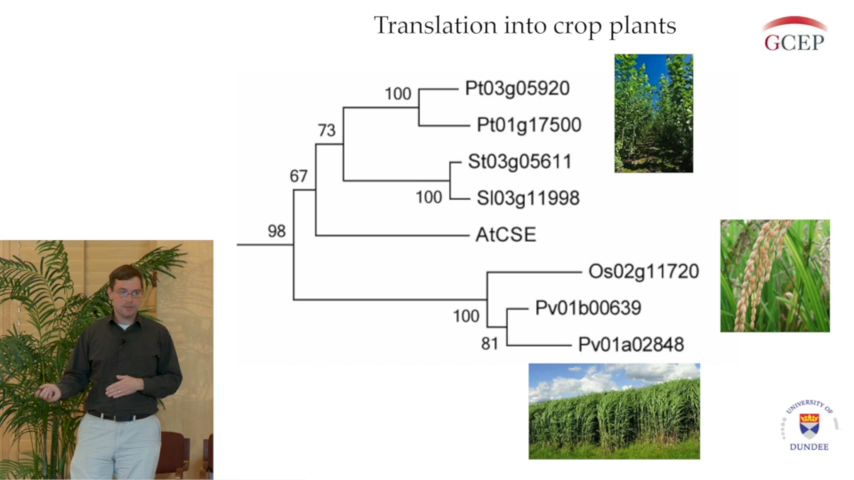 Translation into crop plants
GCEP
100
Pt03g05920
Pt01g17500
73
St03g05611
100
Sl03g11998
67
AtCSE
98
Os02g11720
100
Pv01b00639
81
Pv01a02848
UNIVERSITY OF
DUNDEE